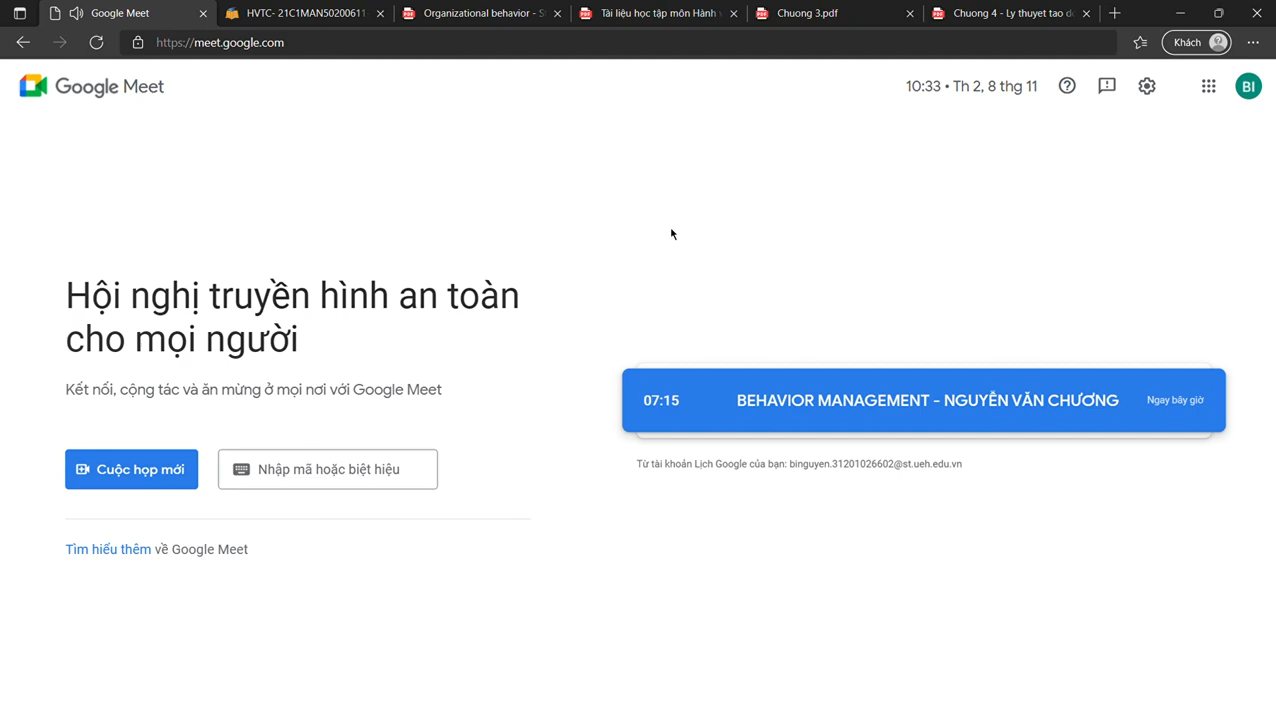 Google Meet
HVTC- 21C1MAN50200611
Organizational behavior - S
Tài liệu học tập môn Hành v
Chuong 3.pdf
Chuong 4 - Ly thuyet tao d
https://meet.google.com
Khách
Google Meet
10:33 • Th 2, 8 thg 11
BI
Hội nghị truyền hình an toàn
cho mọi người
Kết nối, cộng tác và ăn mừng ở mọi nơi với Google Meet
Cuộc họp mới
Nhập mã hoặc biệt hiệu
Tìm hiểu thêm về Google Meet
07:15
BEHAVIOR MANAGEMENT - NGUYỄN VĂN CHƯƠNG
Ngay bây giờ
Từ tài khoản Lịch Google của bạn: binguyen.31201026602@st.ueh.edu.vn